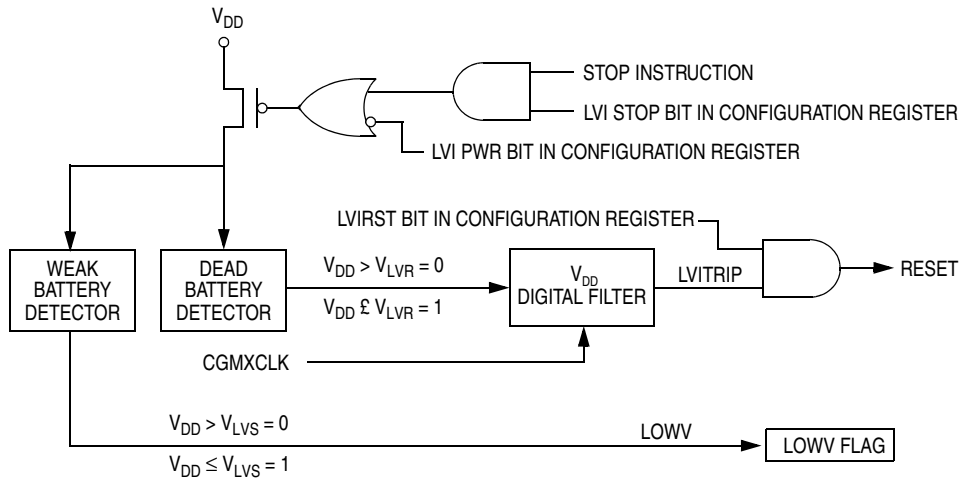 VDD
STOP INSTRUCTION
LVI STOP BIT IN CONFIGURATION REGISTER
LVI PWR BIT IN CONFIGURATION REGISTER
LVIRST BIT IN CONFIGURATION REGISTER
WEAK
BATTERY
DETECTOR
DEAD
BATTERY
DETECTOR
VDD > VLVR = 0
VDD £ VLVR = 1
VDD
DIGITAL FILTER
LVITRIP
RESET
CGMXCLK
VDD > VLVS = 0
VDD ≤ VLVS = 1
LOWV
LOWV FLAG